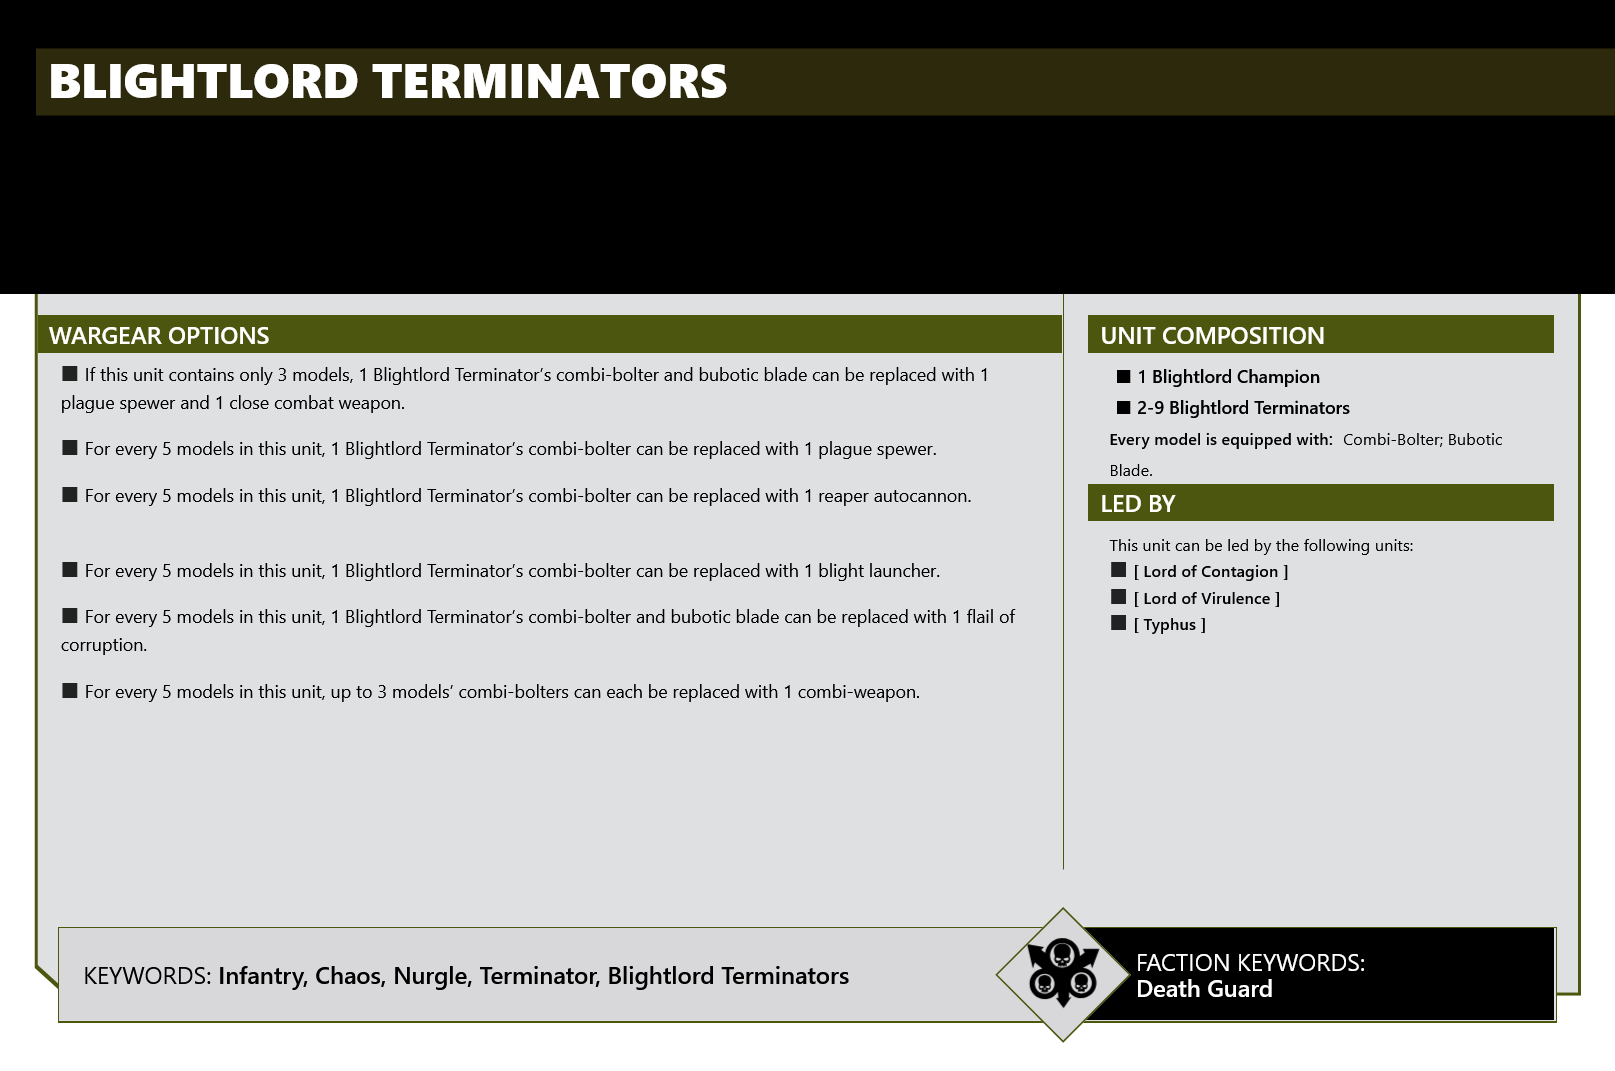 BLIGHTLORD TERMINATORS
WARGEAR OPTIONS
■ If this unit contains only 3 models, 1 Blightlord Terminator’s combi-bolter and bubotic blade can be replaced with 1
plague spewer and 1 close combat weapon.
■ For every 5 models in this unit, 1 Blightlord Terminator’s combi-bolter can be replaced with 1 plague spewer.
■ For every 5 models in this unit, 1 Blightlord Terminator’s combi-bolter can be replaced with 1 reaper autocannon.
■ For every 5 models in this unit, 1 Blightlord Terminator’s combi-bolter can be replaced with 1 blight launcher.
■ For every 5 models in this unit, 1 Blightlord Terminator’s combi-bolter and bubotic blade can be replaced with 1 flail of
corruption.
■ For every 5 models in this unit, up to 3 models’ combi-bolters can each be replaced with 1 combi-weapon.
UNIT COMPOSITION
■ 1 Blightlord Champion
■ 2-9 Blightlord Terminators
Every model is equipped with: Combi-Bolter; Bubotic
Blade.
LED BY
This unit can be led by the following units:
■ [ Lord of Contagion ]
■ [ Lord of Virulence ]
■ [ Typhus ]
KEYWORDS: Infantry, Chaos, Nurgle, Terminator, Blightlord Terminators
FACTION KEYWORDS:
Death Guard